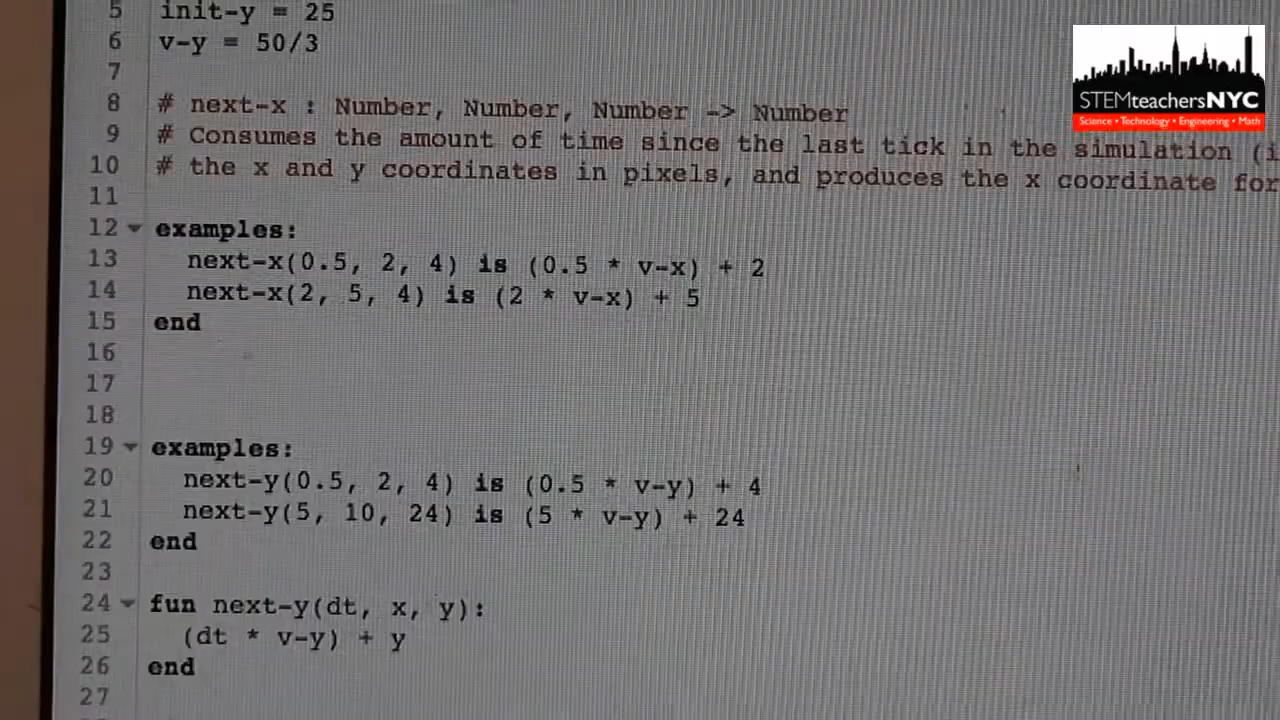 5 init-y = 25
6 v-y = 50/3
7
8 # next-x : Number, Number, Number -> Number
9 # Consumes the amount of time since the last tick in the simulation (i
10 # the x and y coordinates in pixels, and produces the x coordinate for
11
12 examples:
13 next-x(0.5, 2, 4) is (0.5 * v-x) + 2
14 next-x(2, 5, 4) is (2 * v-x) + 5
15 end
16
17
18
19 examples:
20 next-y(0.5, 2, 4) is (0.5 * v-y) + 4
21 next-y(5, 10, 24) is (5 * v-y) + 24
22 end
23
24 fun next-y(dt, x, y):
25 (dt * v-y) + y
26 end
27
STEMteachersNYC
Science • Technology • Engineering • Math